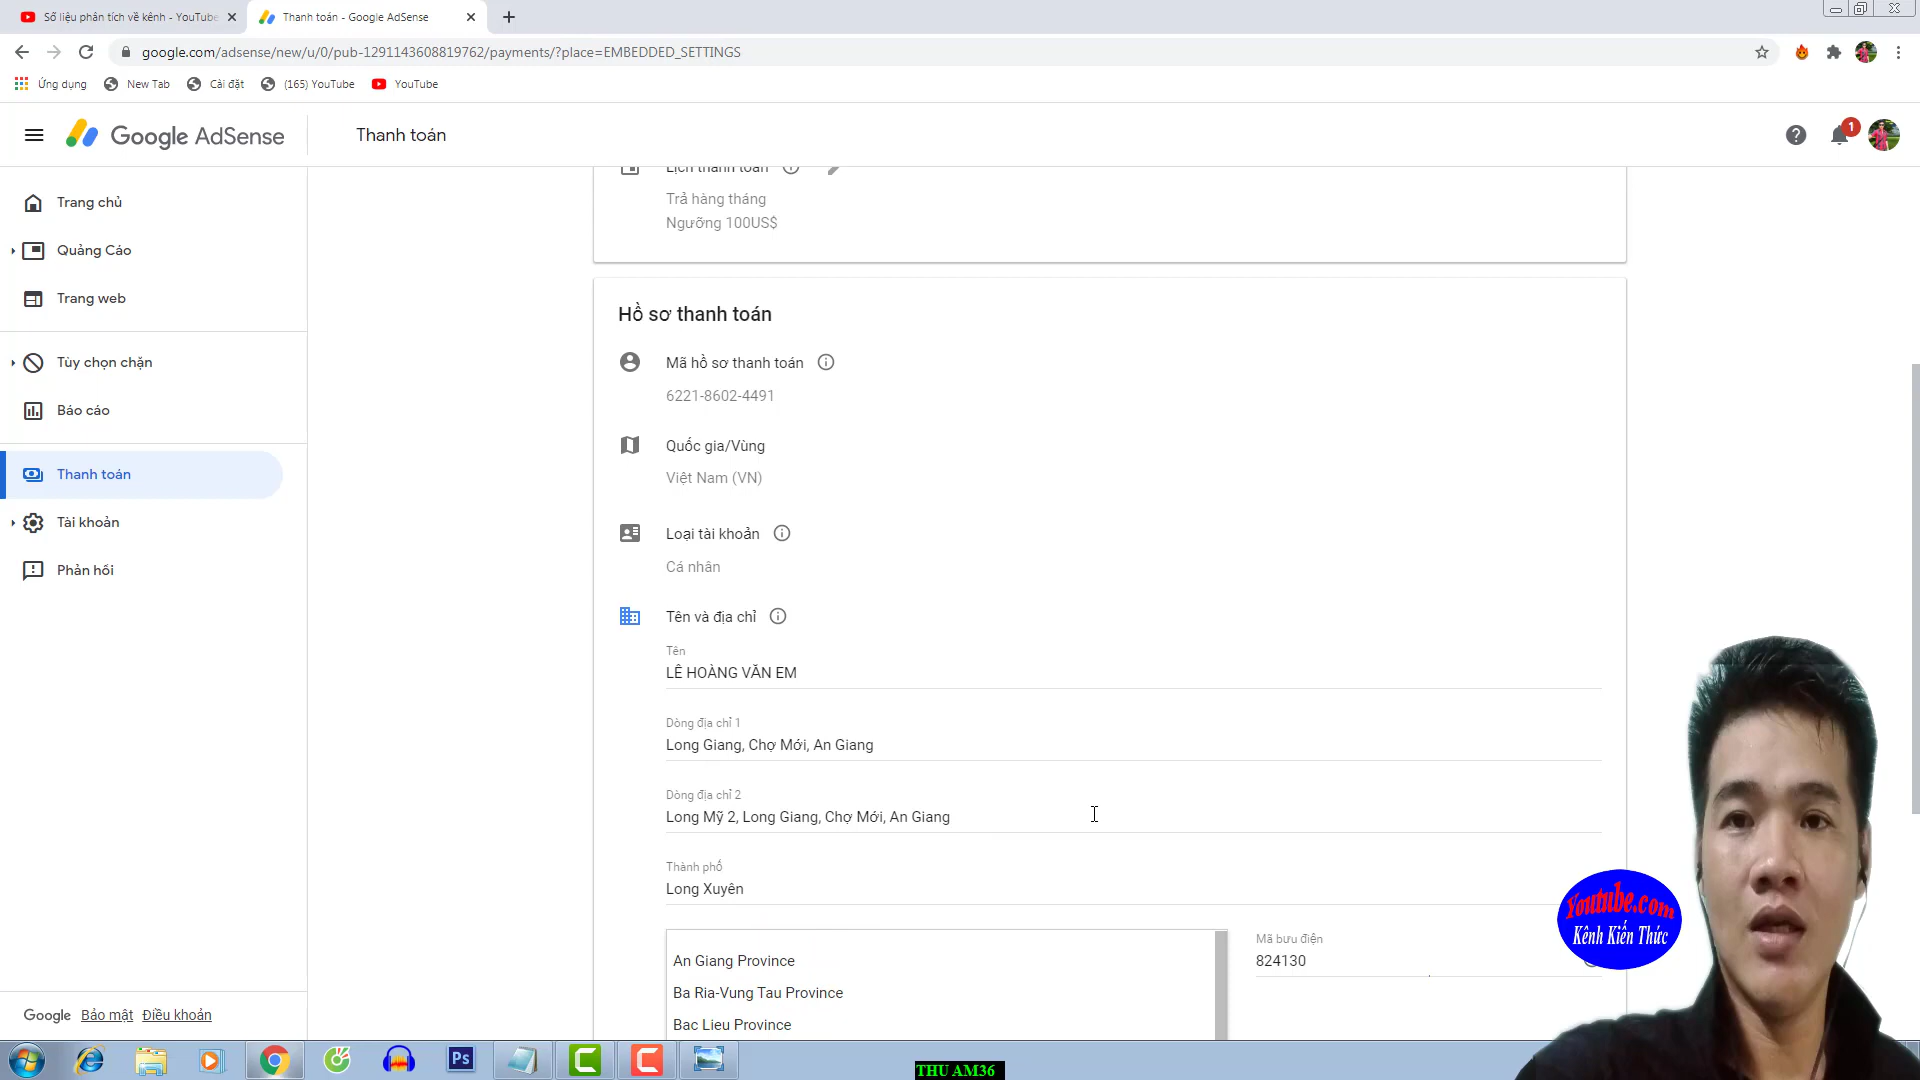 Số liệu phân tích về kênh - YouTube
Thanh toán - Google AdSense
google.com/adsense/new/u/0/pub-1291143608819762/payments/?place=EMBEDDED_SETTINGS
Ứng dụng
New Tab
Cài đặt
(165) YouTube
YouTube
Google AdSense
Thanh toán
1
Trang chủ
Quảng Cáo
Trang web
Tùy chọn chặn
Báo cáo
Thanh toán
Tài khoản
Phản hồi
Google Bảo mật Điều khoản
Lịch thanh toán
Trả hàng tháng
Ngưỡng 100US$
Hồ sơ thanh toán
Mã hồ sơ thanh toán
6221-8602-4491
Quốc gia/Vùng
Việt Nam (VN)
Loại tài khoản
Cá nhân
Tên và địa chỉ
Tên
LÊ HOÀNG VĂN EM
Dòng địa chỉ 1
Long Giang, Chợ Mới, An Giang
Dòng địa chỉ 2
Long Mỹ 2, Long Giang, Chợ Mới, An Giang
Thành phố
Long Xuyên
An Giang Province
Ba Ria-Vung Tau Province
Bac Lieu Province
Mã bưu điện
824130
Youtube.com
Kênh Kiến Thức
Ps
THU AM36